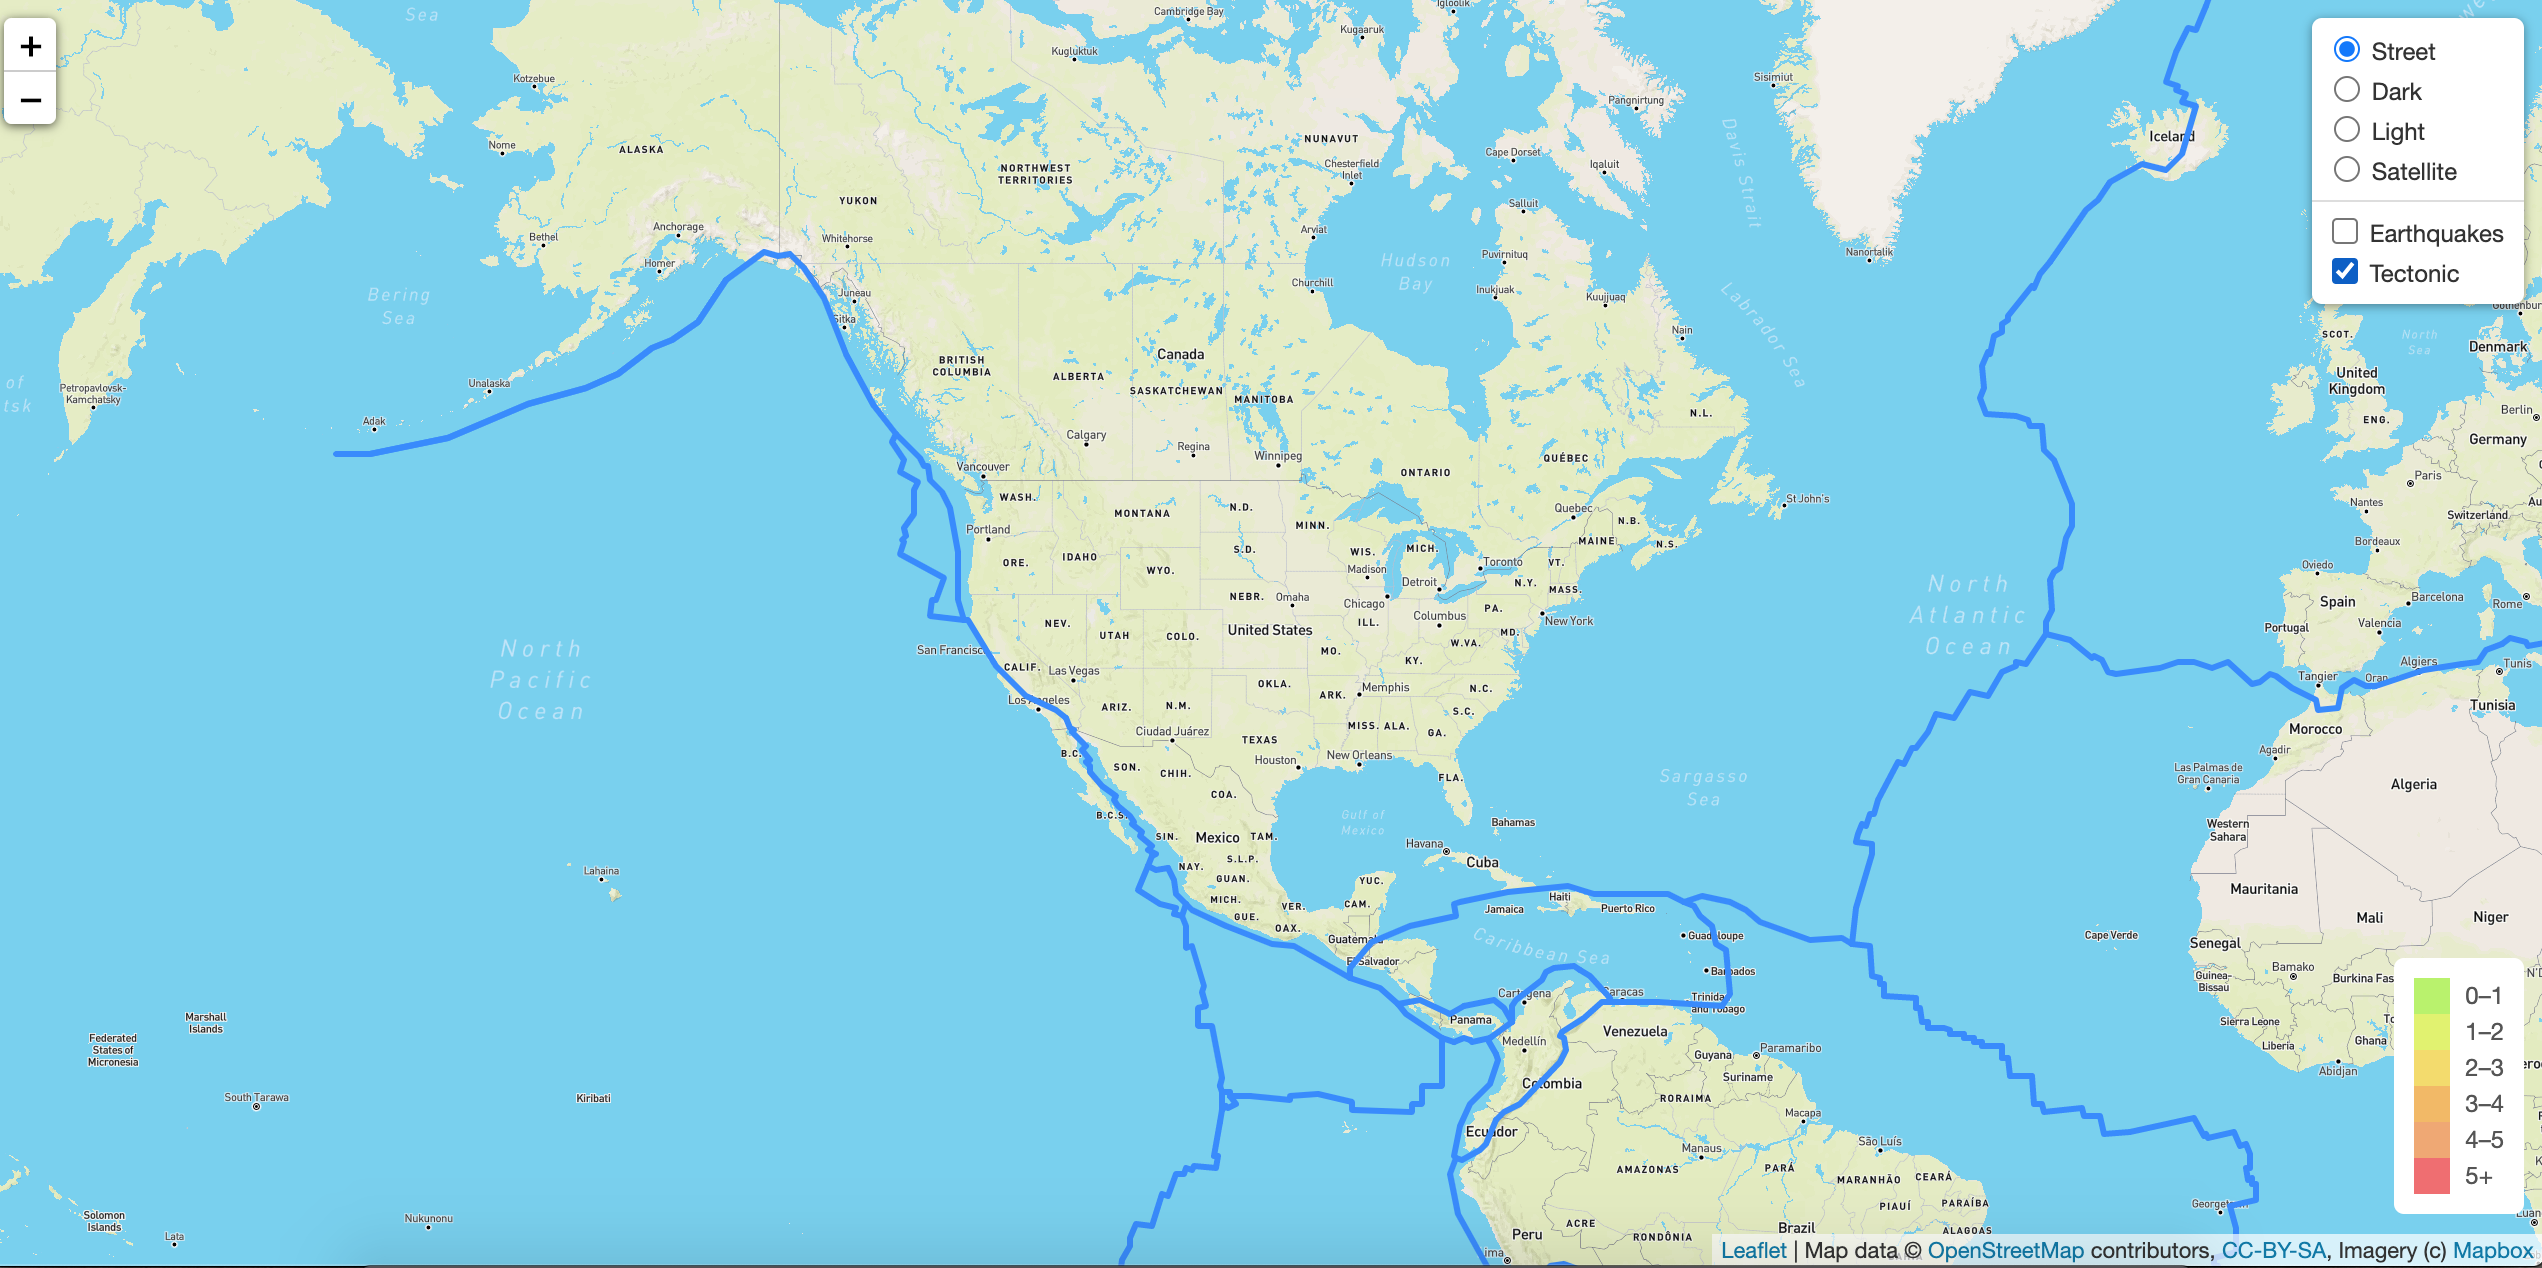 +
−
Street
Dark
Light
Satellite
Earthquakes
Tectonic
Sea
Cambridge Bay
Igloolik
Kugaaruk
Kugluktuk
Kotzebue
Sisimiut
Pangnirtung
Iceland
NUNAVUT
Nome
ALASKA
Cape Dorset
Chesterfield
Inlet
Iqaluit
Davis Strait
NORTHWEST
TERRITORIES
YUKON
Salluit
Anchorage
Bethel
Whitehorse
Arviat
Nanortalik
Homer
Puvirnituq
Hudson
Bay
Churchill
Inukjuak
Kuujjuaq
Labrador Sea
Bering
Sea
Juneau
Sitka
Nain
SCOT.
North
Sea
Denmark
Canada
BRITISH
COLUMBIA
ALBERTA
SASKATCHEWAN
MANITOBA
United
Kingdom
Petropavlovsk-
Kamchatsky
Unalaska
of
tsk
Adak
N.L.
Berlin
ENG.
Germany
Calgary
Regina
Winnipeg
QUÉBEC
ONTARIO
Vancouver
Paris
WASH.
St John's
Nantes
Quebec
N.B.
Switzerland
MONTANA
N.D.
MINN.
Portland
MAINE
N.S.
Bordeaux
ORE.
IDAHO
WYO.
S.D.
WIS.
MICH.
Madison
Detroit
Toronto
VT.
Oviedo
N.Y.
MASS.
NEBR.
Omaha
Chicago
Columbus
PA.
New York
North
Atlantic
Ocean
Spain
Barcelona
Rome
Portugal
Valencia
NEV.
UTAH
COLO.
United States
ILL.
W.VA.
MD.
North
Pacific
Ocean
MO.
KY.
CALIF.
Las Vegas
Algiers
Tunis
Tangier
Oran
OKLA.
ARK.
Memphis
N.C.
Los Angeles
ARIZ.
N.M.
S.C.
Tunisia
Ciudad Juárez
TEXAS
MISS.
ALA.
GA.
Morocco
B.C.
SON.
CHIH.
Houston
New Orleans
Agadir
FLA.
Sargasso
Sea
Las Palmas de
Gran Canaria
Algeria
COA.
B.C.S.
Gulf of
Mexico
Bahamas
Western
Sahara
SIN.
Mexico
TAM.
Havana
Cuba
NAY.
S.L.P.
GUAN.
YUC.
Lahaina
Mauritania
MICH.
GUE.
VER.
CAM.
Jamaica
Haiti
Puerto Rico
Mali
Niger
OAX.
Guatemala
Caribbean Sea
Guadeloupe
Cape Verde
Senegal
El Salvador
Barbados
Guinea-
Bissau
Bamako
Cartagena
Caracas
Trinidad
and Tobago
Marshall
Islands
Panama
Sierra Leone
Venezuela
Federated
States of
Micronesia
Medellín
Guyana
Paramaribo
Liberia
Ghana
Suriname
Abidjan
Colombia
South Tarawa
Kiribati
RORAIMA
Macapa
Ecuador
Manaus
São Luís
AMAZONAS
PARÁ
MARANHÃO
CEARÁ
PIAUÍ
PARAÍBA
Solomon
Islands
Nukunonu
Lata
Peru
ACRE
RONDÔNIA
Brazil
ALAGOAS
0–1
1–2
2–3
3–4
4–5
5+
Leaflet | Map data © OpenStreetMap contributors, CC-BY-SA, Imagery (c) Mapbox